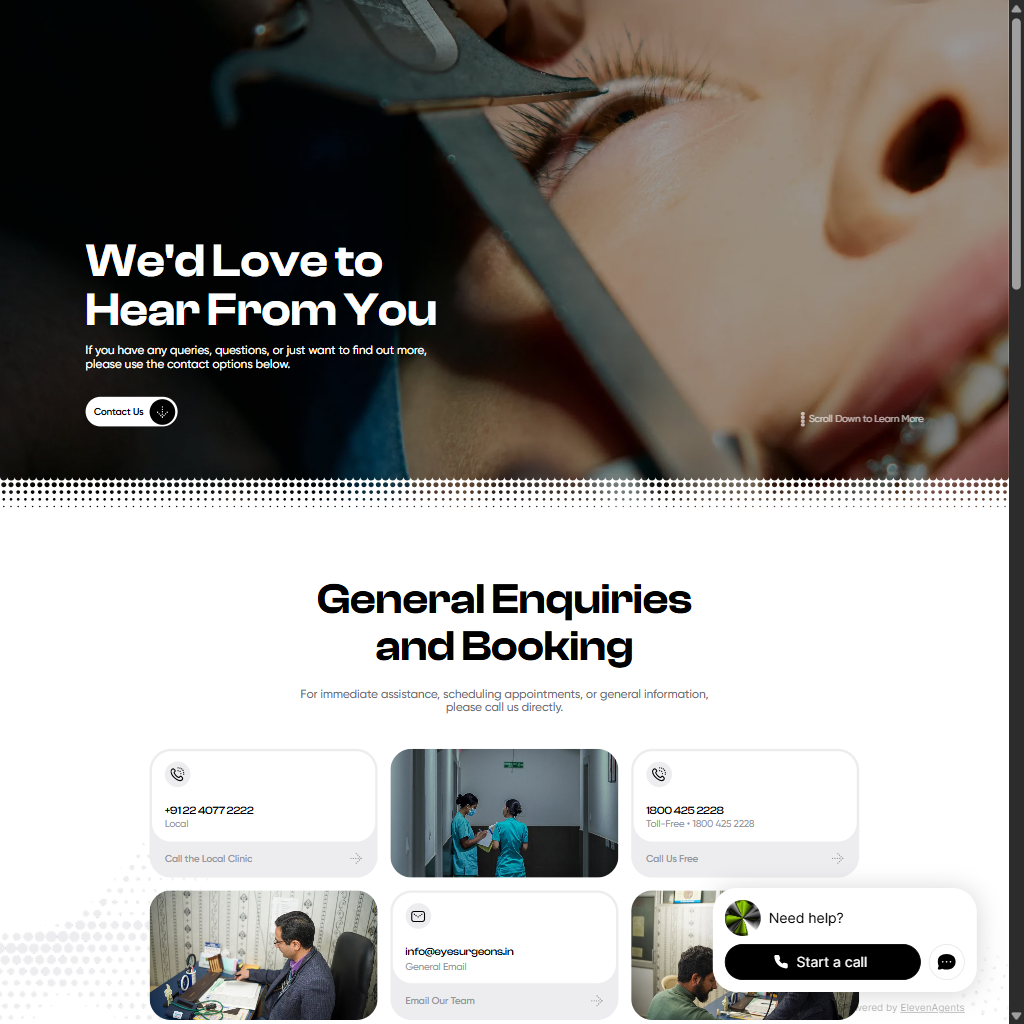 We'd Love to
Hear From You
If you have any queries, questions, or just want to find out more,
please use the contact options below.
Contact Us
Scroll Down to Learn More
General Enquiries
and Booking
For immediate assistance, scheduling appointments, or general information,
please call us directly.
+91 22 4077 2222
Local
Call the Local Clinic
1800 425 2228
Toll-Free • 1800 425 2228
Call Us Free
info@eyesurgeons.in
General Email
Email Our Team
Need help?
Start a call
ElevenAgents